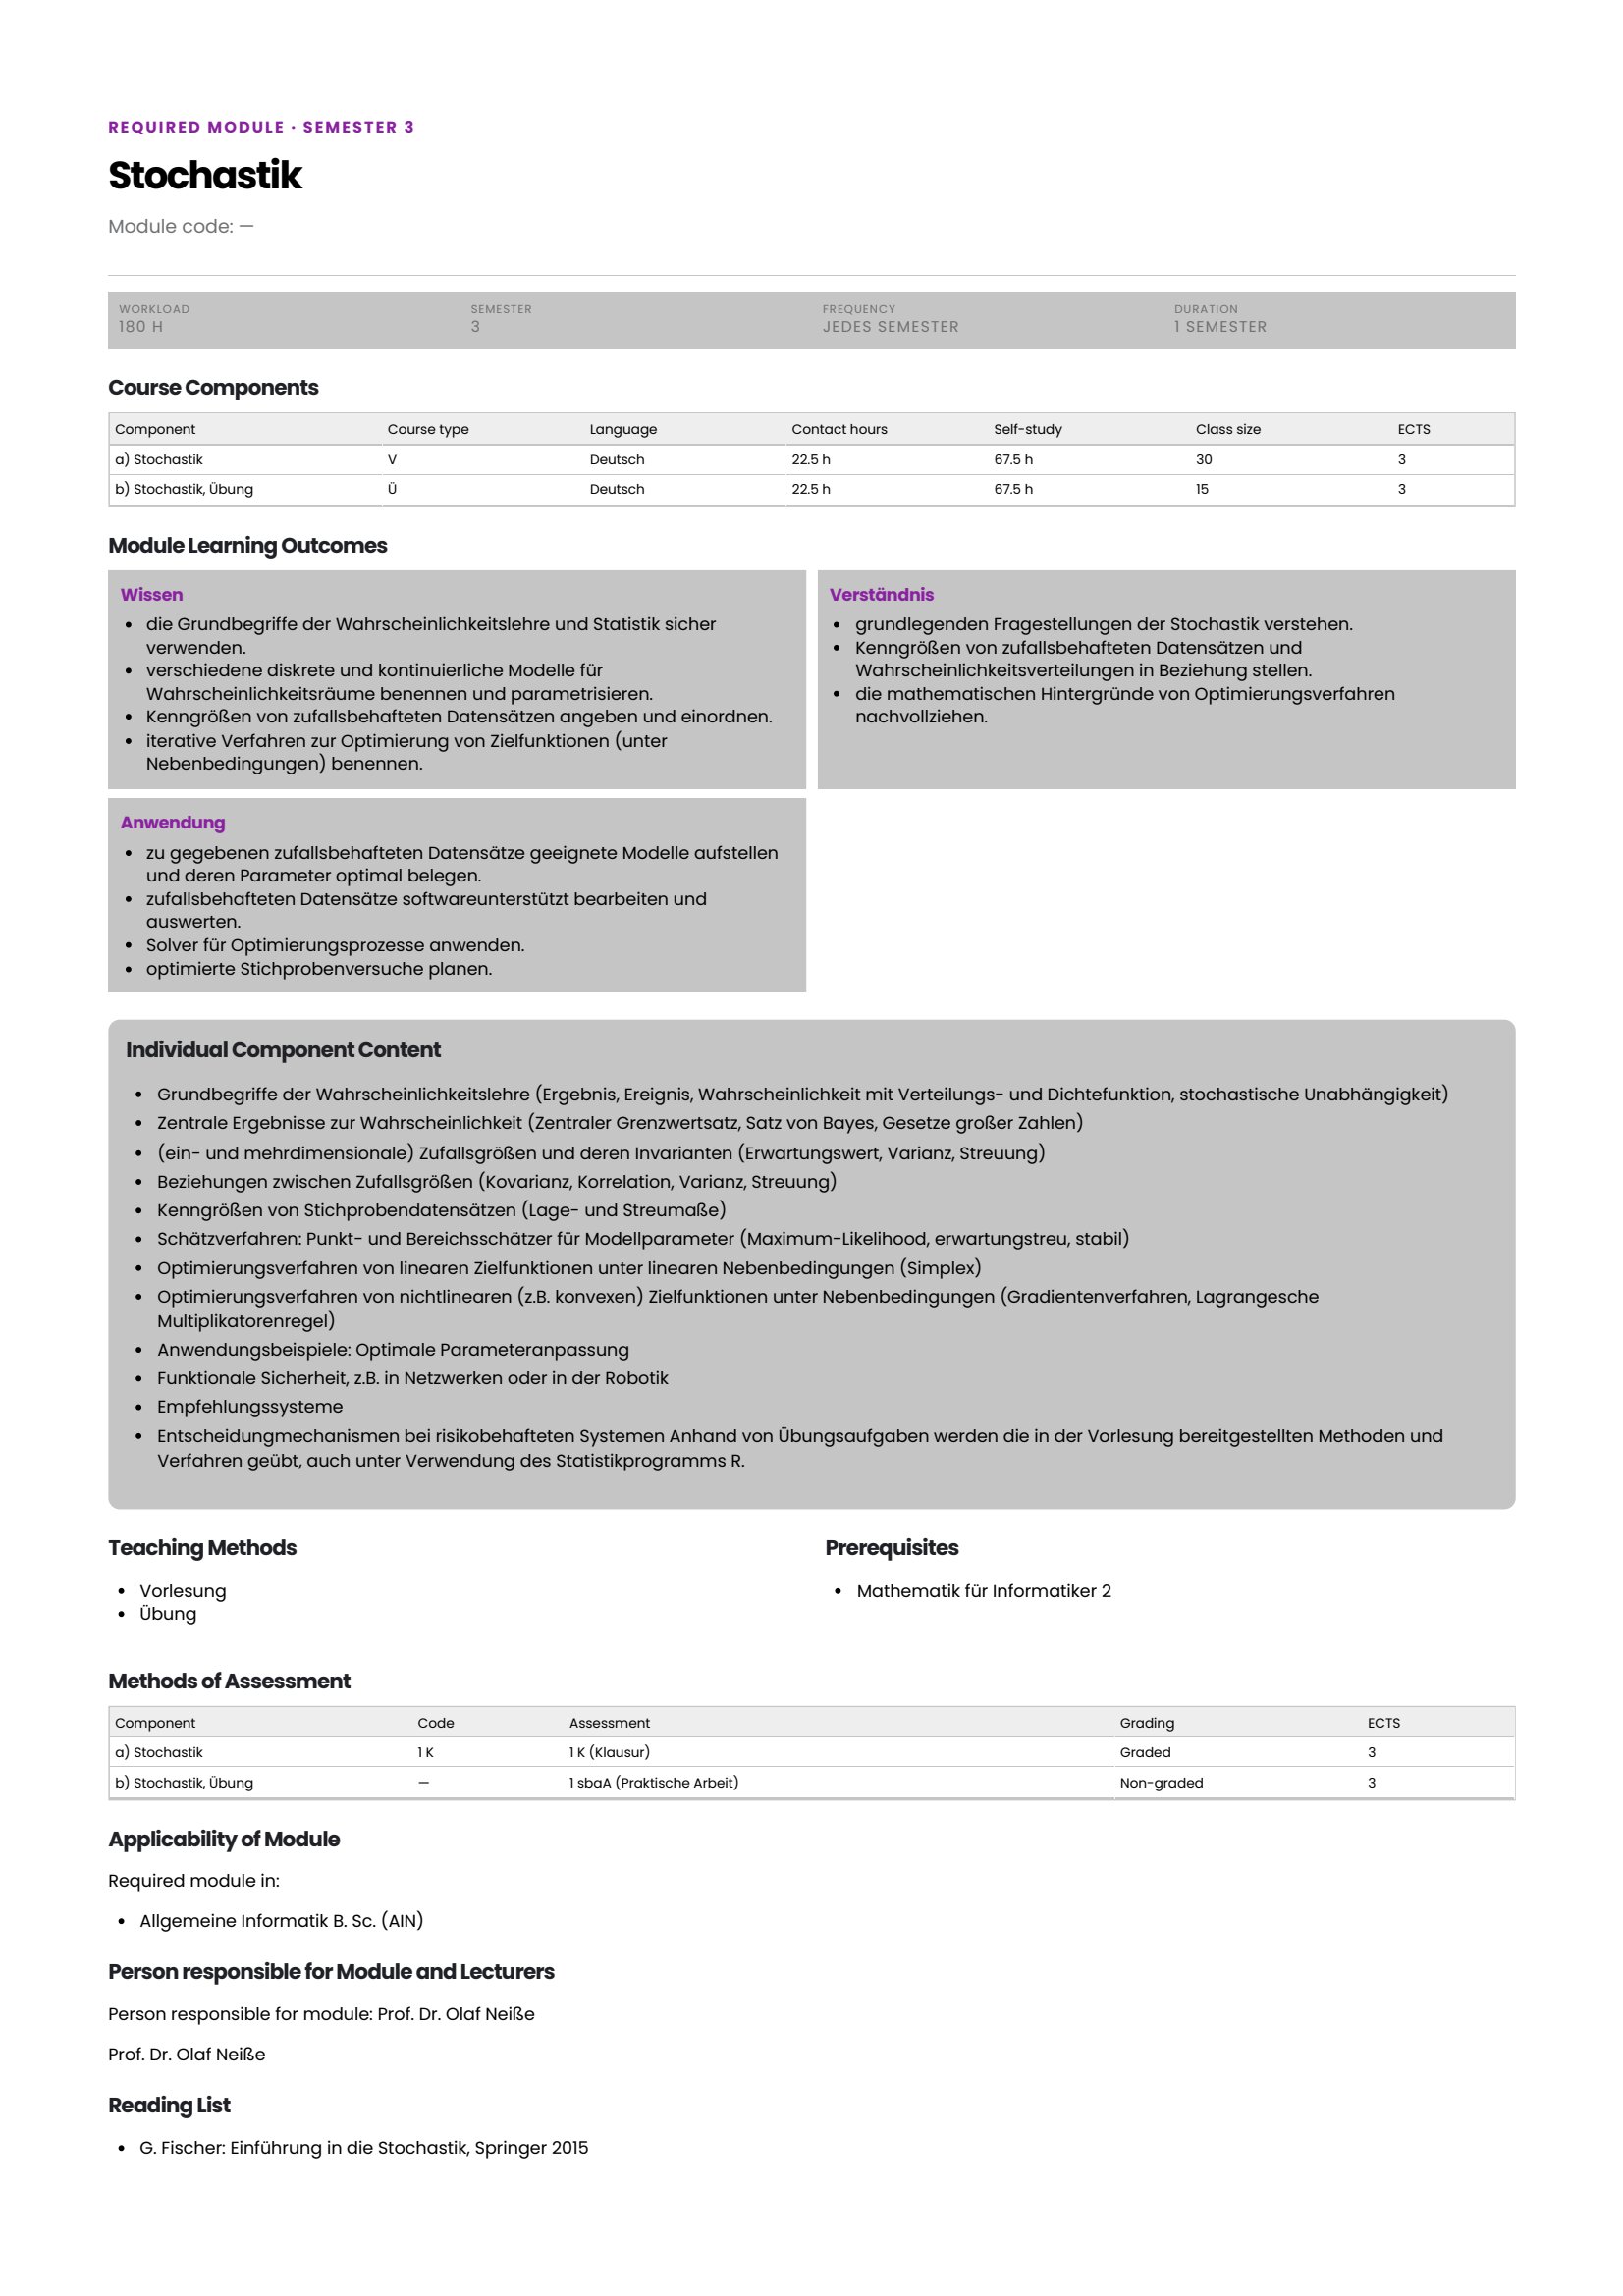 REQUIRED MODULE · SEMESTER 3
Stochastik
Module code: —
WORKLOAD SEMESTER FREQUENCY DURATION
180 H 3 JEDES SEMESTER 1 SEMESTER
Course Components
Component Course type Language Contact hours Self-study Class size ECTS
a) Stochastik V Deutsch 22.5 h 67.5 h 30 3
b) Stochastik, Übung Ü Deutsch 22.5 h 67.5 h 15 3
Module Learning Outcomes
Wissen
• die Grundbegriffe der Wahrscheinlichkeitslehre und Statistik sicher
verwenden.
• verschiedene diskrete und kontinuierliche Modelle für
Wahrscheinlichkeitsräume benennen und parametrisieren.
• Kenngrößen von zufallsbehafteten Datensätzen angeben und einordnen.
• iterative Verfahren zur Optimierung von Zielfunktionen (unter
Nebenbedingungen) benennen.
Verständnis
• grundlegenden Fragestellungen der Stochastik verstehen.
• Kenngrößen von zufallsbehafteten Datensätzen und
Wahrscheinlichkeitsverteilungen in Beziehung stellen.
• die mathematischen Hintergründe von Optimierungsverfahren
nachvollziehen.
Anwendung
• zu gegebenen zufallsbehafteten Datensätze geeignete Modelle aufstellen
und deren Parameter optimal belegen.
• zufallsbehafteten Datensätze softwareunterstützt bearbeiten und
auswerten.
• Solver für Optimierungsprozesse anwenden.
• optimierte Stichprobenversuche planen.
Individual Component Content
• Grundbegriffe der Wahrscheinlichkeitslehre (Ergebnis, Ereignis, Wahrscheinlichkeit mit Verteilungs- und Dichtefunktion, stochastische Unabhängigkeit)
• Zentrale Ergebnisse zur Wahrscheinlichkeit (Zentraler Grenzwertsatz, Satz von Bayes, Gesetze großer Zahlen)
• (ein- und mehrdimensionale) Zufallsgrößen und deren Invarianten (Erwartungswert, Varianz, Streuung)
• Beziehungen zwischen Zufallsgrößen (Kovarianz, Korrelation, Varianz, Streuung)
• Kenngrößen von Stichprobendatensätzen (Lage- und Streumaße)
• Schätzverfahren: Punkt- und Bereichsschätzer für Modellparameter (Maximum-Likelihood, erwartungstreu, stabil)
• Optimierungsverfahren von linearen Zielfunktionen unter linearen Nebenbedingungen (Simplex)
• Optimierungsverfahren von nichtlinearen (z.B. konvexen) Zielfunktionen unter Nebenbedingungen (Gradientenverfahren, Lagrangesche
Multiplikatorenregel)
• Anwendungsbeispiele: Optimale Parameteranpassung
• Funktionale Sicherheit, z.B. in Netzwerken oder in der Robotik
• Empfehlungssysteme
• Entscheidungmechanismen bei risikobehafteten Systemen Anhand von Übungsaufgaben werden die in der Vorlesung bereitgestellten Methoden und
Verfahren geübt, auch unter Verwendung des Statistikprogramms R.
Teaching Methods
• Vorlesung
• Übung
Prerequisites
• Mathematik für Informatiker 2
Methods of Assessment
Component Code Assessment Grading ECTS
a) Stochastik 1 K 1 K (Klausur) Graded 3
b) Stochastik, Übung — 1 sbaA (Praktische Arbeit) Non-graded 3
Applicability of Module
Required module in:
• Allgemeine Informatik B. Sc. (AIN)
Person responsible for Module and Lecturers
Person responsible for module: Prof. Dr. Olaf Neiße
Prof. Dr. Olaf Neiße
Reading List
• G. Fischer: Einführung in die Stochastik, Springer 2015